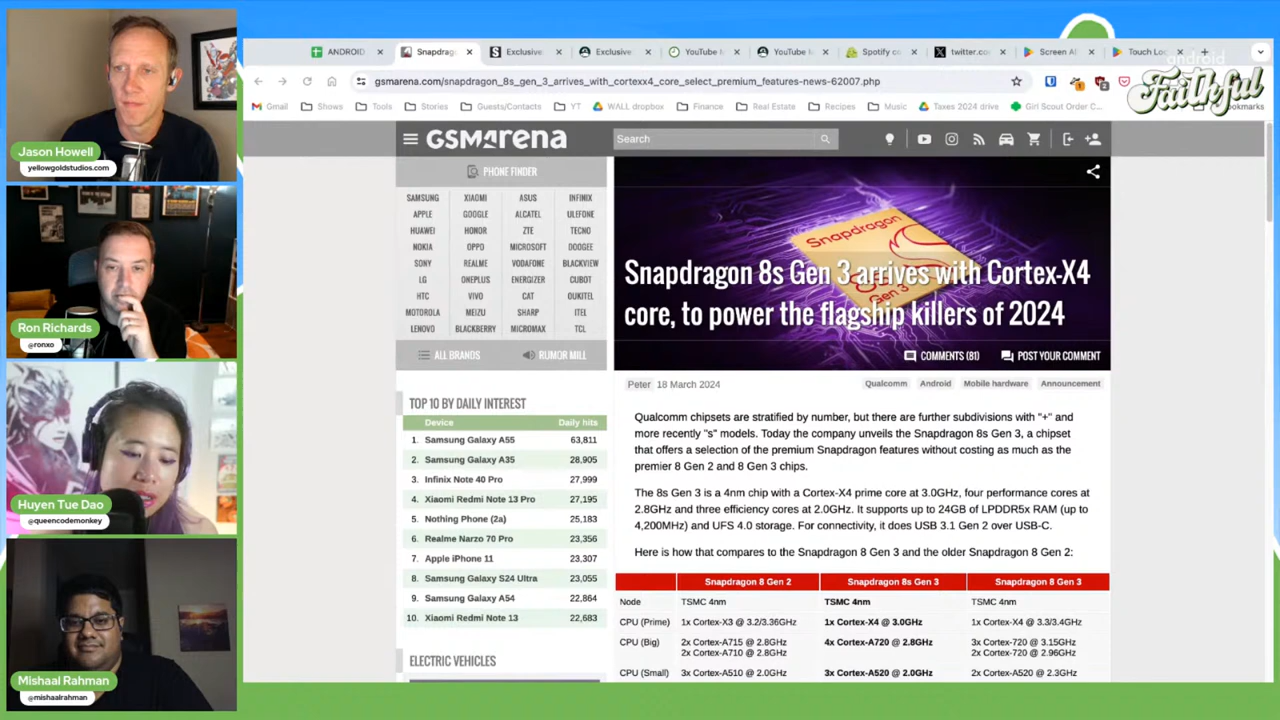 Jason Howell
yellowgoldstudios.com
Ron Richards
@ronxo
Huyen Tue Dao
@queencodemonkey
Mishaal Rahman
@mishaalrahman
android
Faithful
ANDROID
Snapdrag
Exclusive:
Exclusive
YouTube M
YouTube M
Spotify c
twitter.co
Screen Al
Touch Lo
gsmarena.com/snapdragon_8s_gen_3_arrives_with_cortexx4_core_select_premium_features-news-62007.php
Gmail
Shows
Tools
Stories
Guests/Contacts
YT
WALL dropbox
Finance
Real Estate
Recipes
Music
Taxes 2024 drive
Girl Scout Order C...
okmarks
GSMArena
Search
PHONE FINDER
SAMSUNG XIAOMI ASUS INFINIX
APPLE GOOGLE ALCATEL ULEFONE
HUAWEI HONOR ZTE TECNO
NOKIA OPPO MICROSOFT DOOGEE
SONY REALME VODAFONE BLACKVIEW
LG ONEPLUS ENERGIZER CUBOT
HTC VIVO CAT OUKITEL
MOTOROLA MEIZU SHARP ITEL
LENOVO BLACKBERRY MICROMAX TCL
ALL BRANDS RUMOR MILL
TOP 10 BY DAILY INTEREST
Device Daily hits
1. Samsung Galaxy A55 63,811
2. Samsung Galaxy A35 28,905
3. Infinix Note 40 Pro 27,999
4. Xiaomi Redmi Note 13 Pro 27,195
5. Nothing Phone (2a) 25,183
6. Realme Narzo 70 Pro 23,356
7. Apple iPhone 11 23,307
8. Samsung Galaxy S24 Ultra 23,055
9. Samsung Galaxy A54 22,864
10. Xiaomi Redmi Note 13 22,683
ELECTRIC VEHICLES
Snapdragon
Snapdragon 8s Gen 3 arrives with Cortex-X4
core, to power the flagship killers of 2024
COMMENTS (81) POST YOUR COMMENT
Peter 18 March 2024
Qualcomm Android Mobile hardware Announcement
Qualcomm chipsets are stratified by number, but there are further subdivisions with "+" and
more recently "s" models. Today the company unveils the Snapdragon 8s Gen 3, a chipset
that offers a selection of the premium Snapdragon features without costing as much as the
premier 8 Gen 2 and 8 Gen 3 chips.
The 8s Gen 3 is a 4nm chip with a Cortex-X4 prime core at 3.0GHz, four performance cores at
2.8GHz and three efficiency cores at 2.0GHz. It supports up to 24GB of LPDDR5x RAM (up to
4,200MHz) and UFS 4.0 storage. For connectivity, it does USB 3.1 Gen 2 over USB-C.
Here is how that compares to the Snapdragon 8 Gen 3 and the older Snapdragon 8 Gen 2:
Snapdragon 8 Gen 2 Snapdragon 8s Gen 3 Snapdragon 8 Gen 3
Node TSMC 4nm TSMC 4nm TSMC 4nm
CPU (Prime) 1x Cortex-X3 @ 3.2/3.36GHz 1x Cortex-X4 @ 3.0GHz 1x Cortex-X4 @ 3.3/3.4GHz
CPU (Big) 2x Cortex-A715 @ 2.8GHz 4x Cortex-A720 @ 2.8GHz 3x Cortex-720 @ 3.15GHz
2x Cortex-A710 @ 2.8GHz 2x Cortex-720 @ 2.96GHz
CPU (Small) 3x Cortex-A510 @ 2.0GHz 3x Cortex-A520 @ 2.0GHz 2x Cortex-A520 @ 2.3GHz